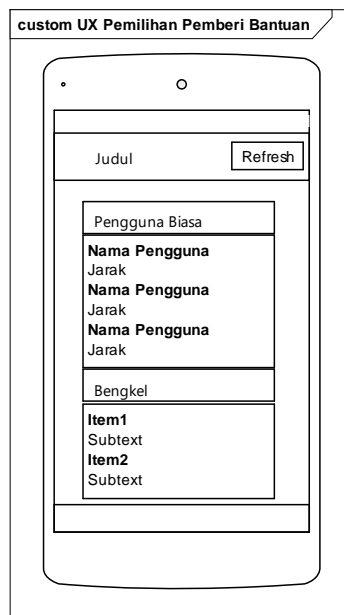 custom UX Pemilihan Pemberi Bantuan
Judul
Refresh
Pengguna Biasa
Nama Pengguna
Jarak
Nama Pengguna
Jarak
Nama Pengguna
Jarak
Bengkel
Item1
Subtext
Item2
Subtext